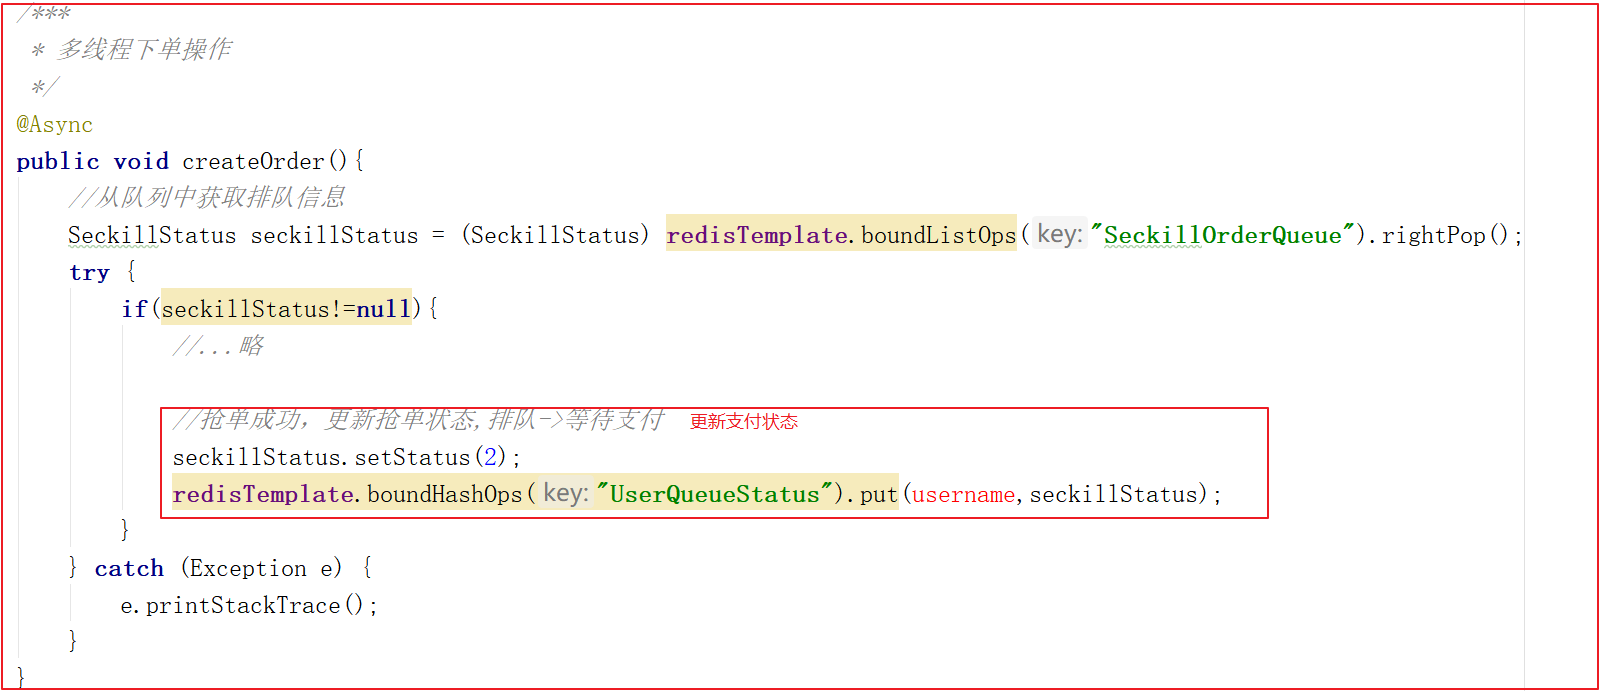 /***
 * 多线程下单操作
 */
@Async
public void createOrder(){
    //从队列中获取排队信息
    SeckillStatus seckillStatus = (SeckillStatus) redisTemplate.boundListOps( key: "SeckillOrderQueue").rightPop();
    try {
        if(seckillStatus!=null){
            //...略
            //抢单成功，更新抢单状态,排队->等待支付 更新支付状态
            seckillStatus.setStatus(2);
            redisTemplate.boundHashOps( key: "UserQueueStatus").put(username,seckillStatus);
        }
    } catch (Exception e) {
        e.printStackTrace();
    }
}